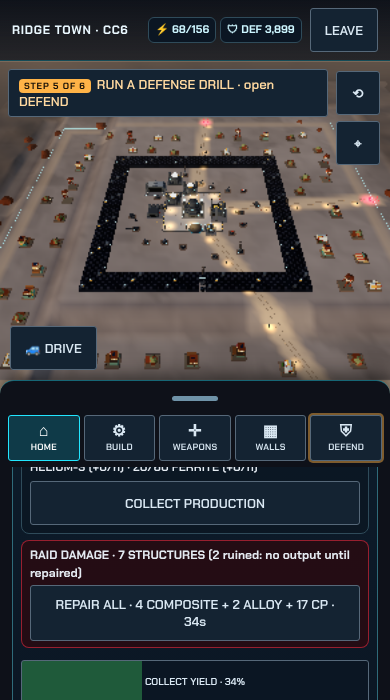 RIDGE TOWN · CC6
⚡ 68/156
DEF 3,899
LEAVE
STEP 5 OF 6 RUN A DEFENSE DRILL · open
DEFEND
DRIVE
HOME
BUILD
WEAPONS
WALLS
DEFEND
COLLECT PRODUCTION
RAID DAMAGE · 7 STRUCTURES (2 ruined: no output until
repaired)
REPAIR ALL · 4 COMPOSITE + 2 ALLOY + 17 CP ·
34s
COLLECT YIELD · 34%